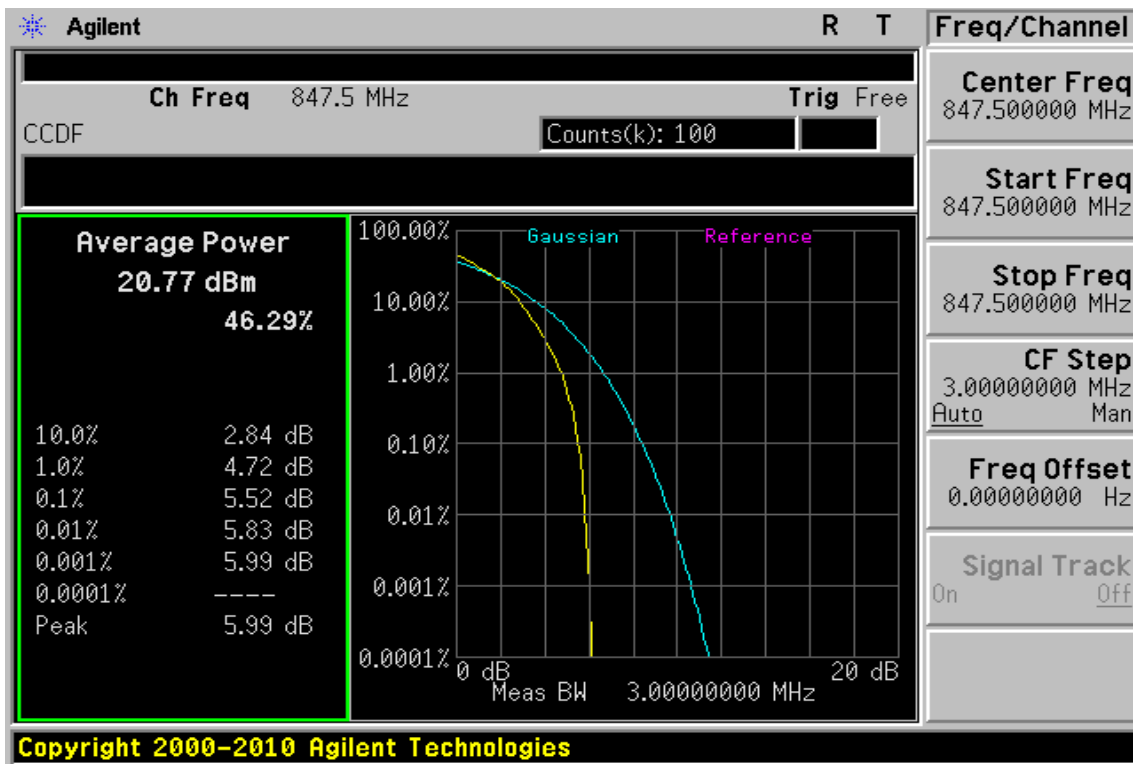 Agilent R T
Ch Freq 847.5 MHz Trig Free
CCDF Counts(k): 100
Average Power
20.77 dBm
46.29%
10.0% 2.84 dB
1.0% 4.72 dB
0.1% 5.52 dB
0.01% 5.83 dB
0.001% 5.99 dB
0.0001% ----
Peak 5.99 dB
Gaussian Reference
100.00%
10.00%
1.00%
0.10%
0.01%
0.001%
0.0001%
0 dB 20 dB
Meas BW 3.00000000 MHz
Freq/Channel
Center Freq
847.500000 MHz
Start Freq
847.500000 MHz
Stop Freq
847.500000 MHz
CF Step
3.00000000 MHz
Auto Man
Freq Offset
0.00000000 Hz
Signal Track
On Off
Copyright 2000-2010 Agilent Technologies